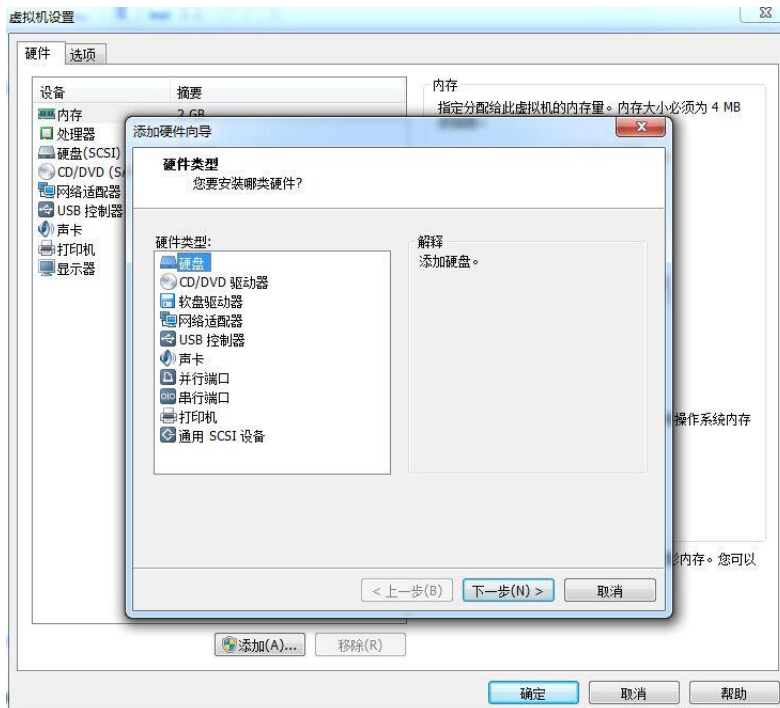 虚拟机设置
硬件 选项
设备 摘要
内存 2 GB
处理器
硬盘(SCSI)
CD/DVD (SA
网络适配器
USB 控制器
声卡
打印机
显示器
内存
指定分配给此虚拟机的内存量。内存大小必须为 4 MB
添加硬件向导
硬件类型
您要安装哪类硬件?
硬件类型:
硬盘
CD/DVD 驱动器
软盘驱动器
网络适配器
USB 控制器
声卡
并行端口
串行端口
打印机
通用 SCSI 设备
解释
添加硬盘。
操作系统内存
内存。您可以
< 上一步(B) 下一步(N) > 取消
添加(A)... 移除(R)
确定 取消 帮助